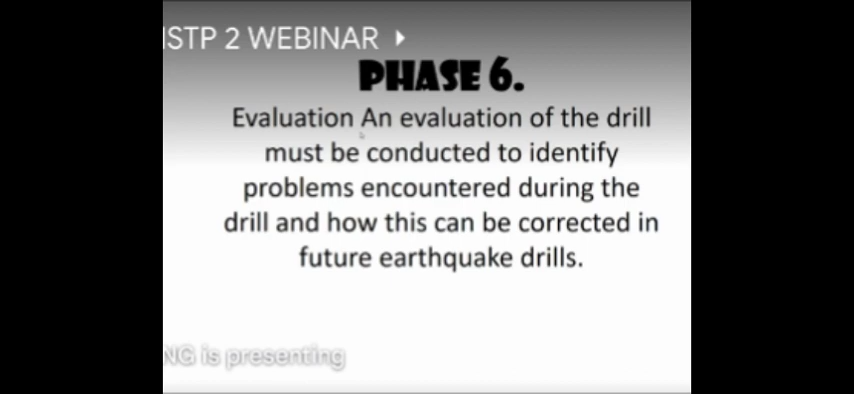 ISTP 2 WEBINAR
PHASE 6.
Evaluation An evaluation of the drill
must be conducted to identify
problems encountered during the
drill and how this can be corrected in
future earthquake drills.
NG is presenting